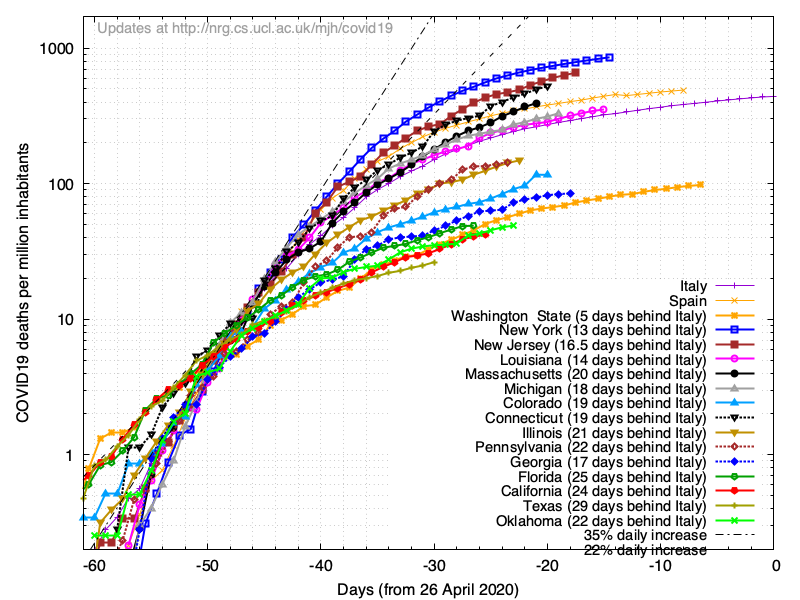 Updates at http://nrg.cs.ucl.ac.uk/mjh/covid19
1000
100
10
1
COVID19 deaths per million inhabitants
Italy
Spain
Washington  State (5 days behind Italy)
New York (13 days behind Italy)
New Jersey (16.5 days behind Italy)
Louisiana (14 days behind Italy)
Massachusetts (20 days behind Italy)
Michigan (18 days behind Italy)
Colorado (19 days behind Italy)
Connecticut (19 days behind Italy)
Illinois (21 days behind Italy)
Pennsylvania (22 days behind Italy)
Georgia (17 days behind Italy)
Florida (25 days behind Italy)
California (24 days behind Italy)
Texas (29 days behind Italy)
Oklahoma (22 days behind Italy)
35% daily increase
22% daily increase
-60 -50 -40 -30 -20 -10 0
Days (from 26 April 2020)